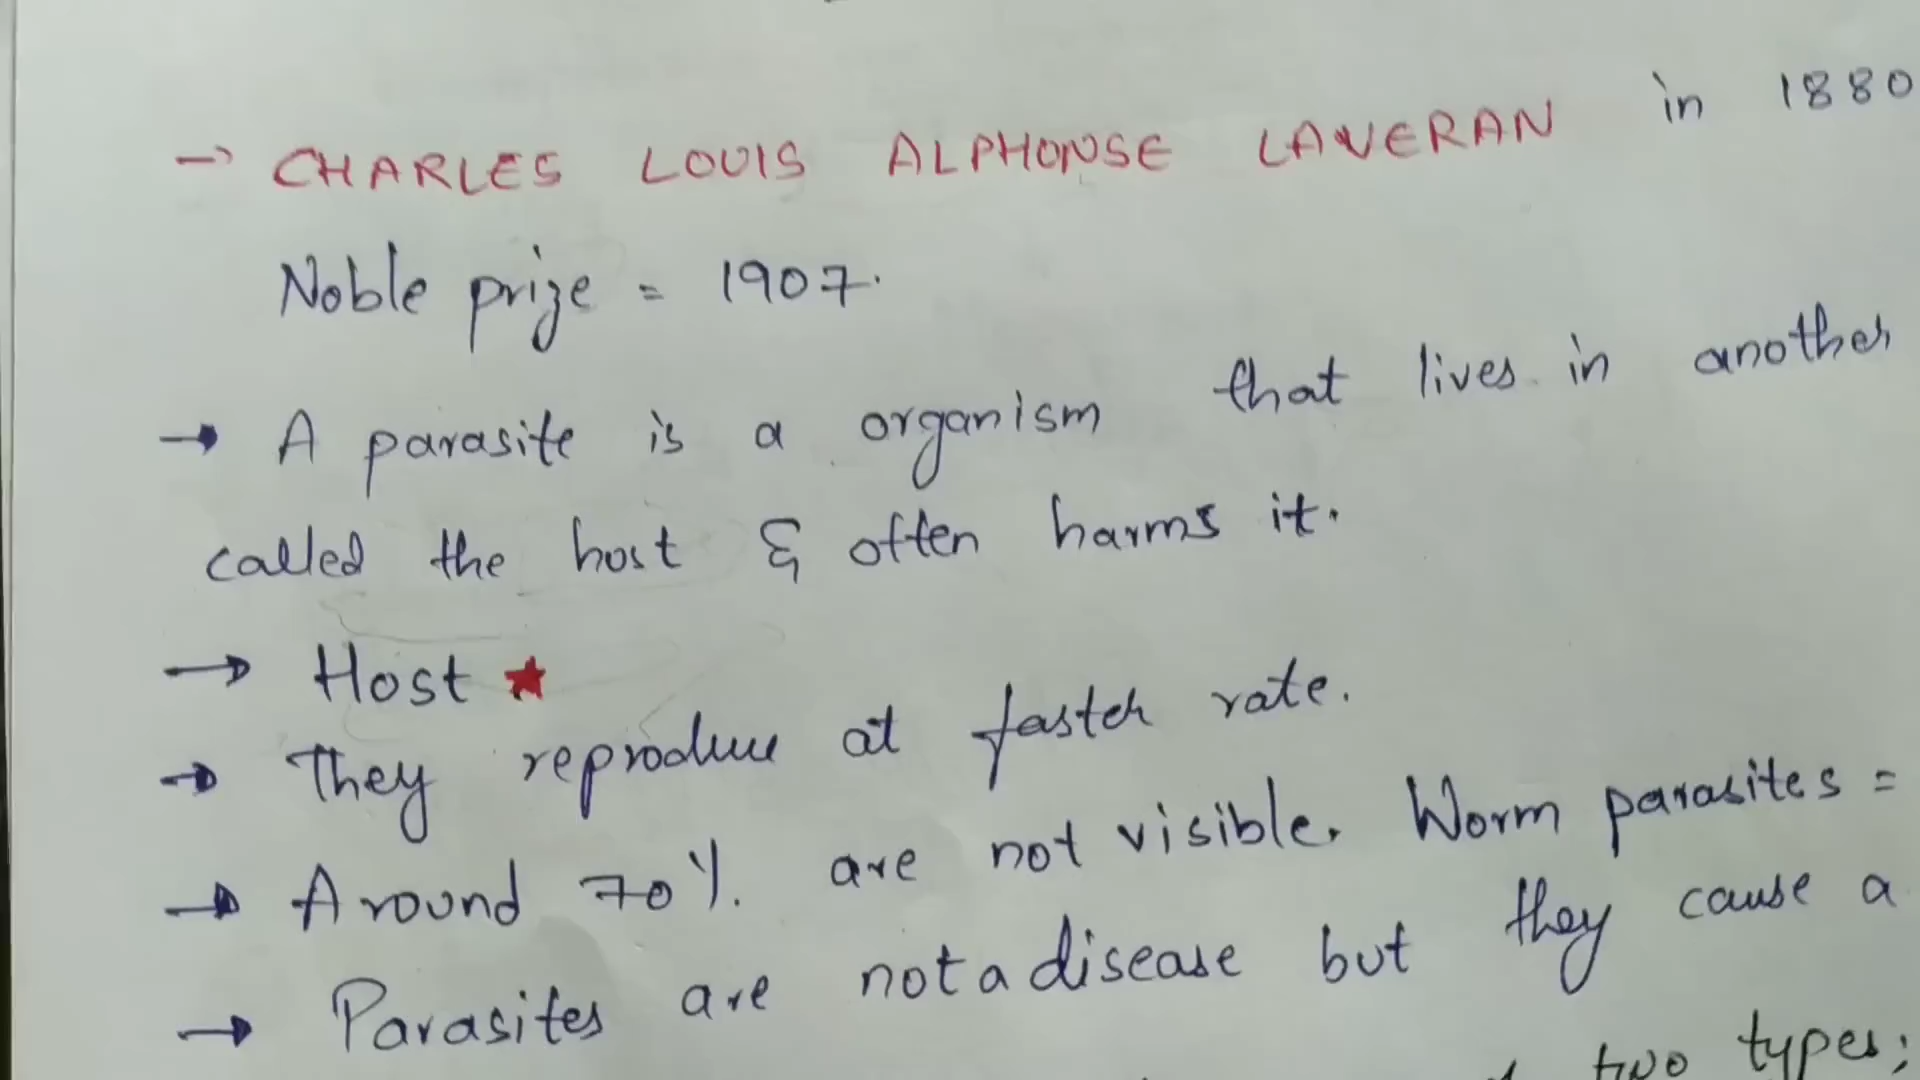 → CHARLES LOUIS ALPHONSE LAVERAN in 1880
Noble prize = 1907.
→ A parasite is a organism that lives in another
called the host & often harms it.
→ Host ★
→ They reproduce at faster rate.
→ Around 70%. are not visible. Worm parasites =
→ Parasites are not a disease but they cause a
two types;